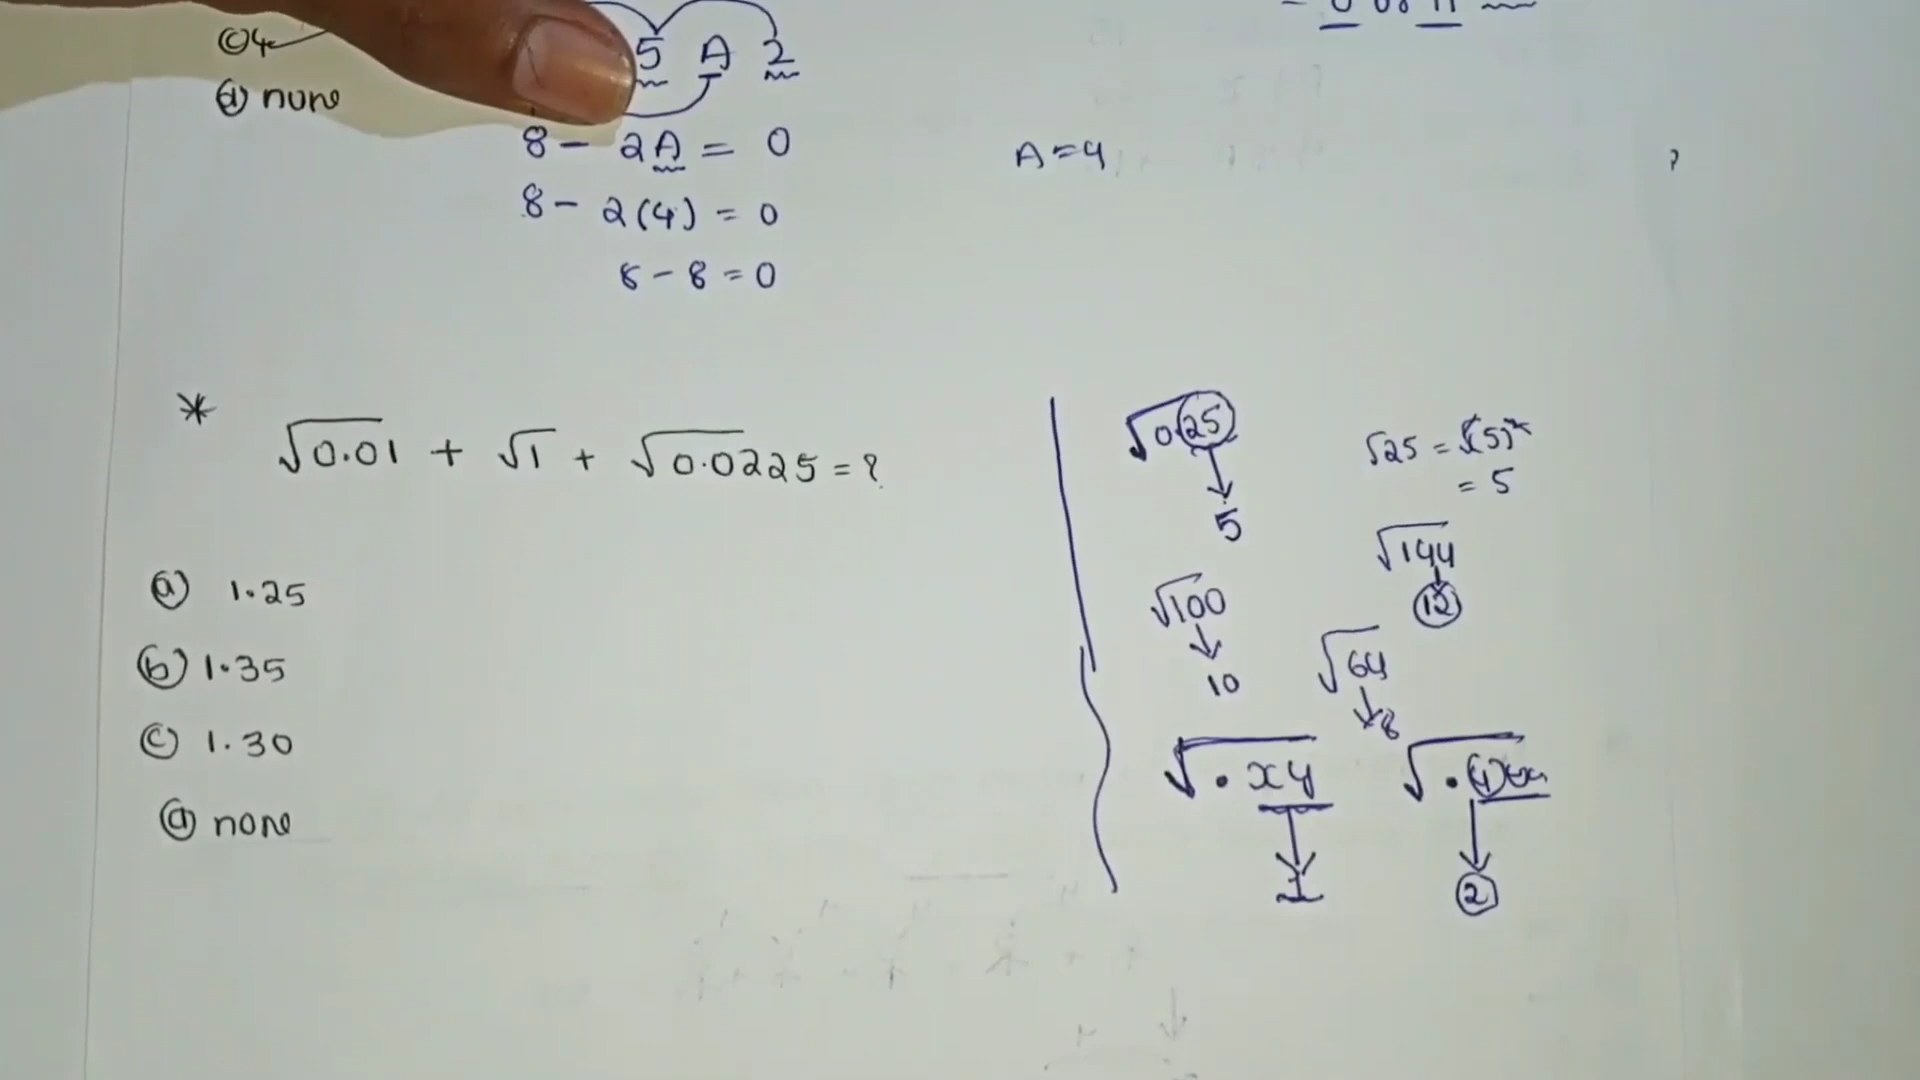 ⓒ 4
ⓓ none
5 A 2
8 - 2A = 0
8 - 2(4) = 0
8 - 8 = 0
A = 4
?
* √0.01 + √1 + √0.0225 = ?
ⓐ 1.25
ⓑ 1.35
ⓒ 1.30
ⓓ none
√0.25
5
√25 = √(5)²
= 5
√144
12
√100
10
√64
8
√.xy
1
2